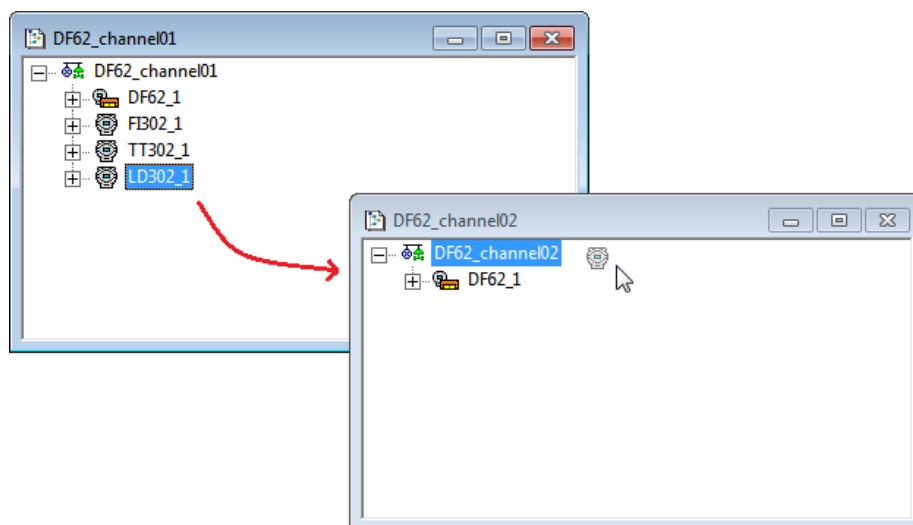 DF62_channel01
DF62_channel01
DF62_1
FI302_1
TT302_1
LD302_1
DF62_channel02
DF62_channel02
DF62_1